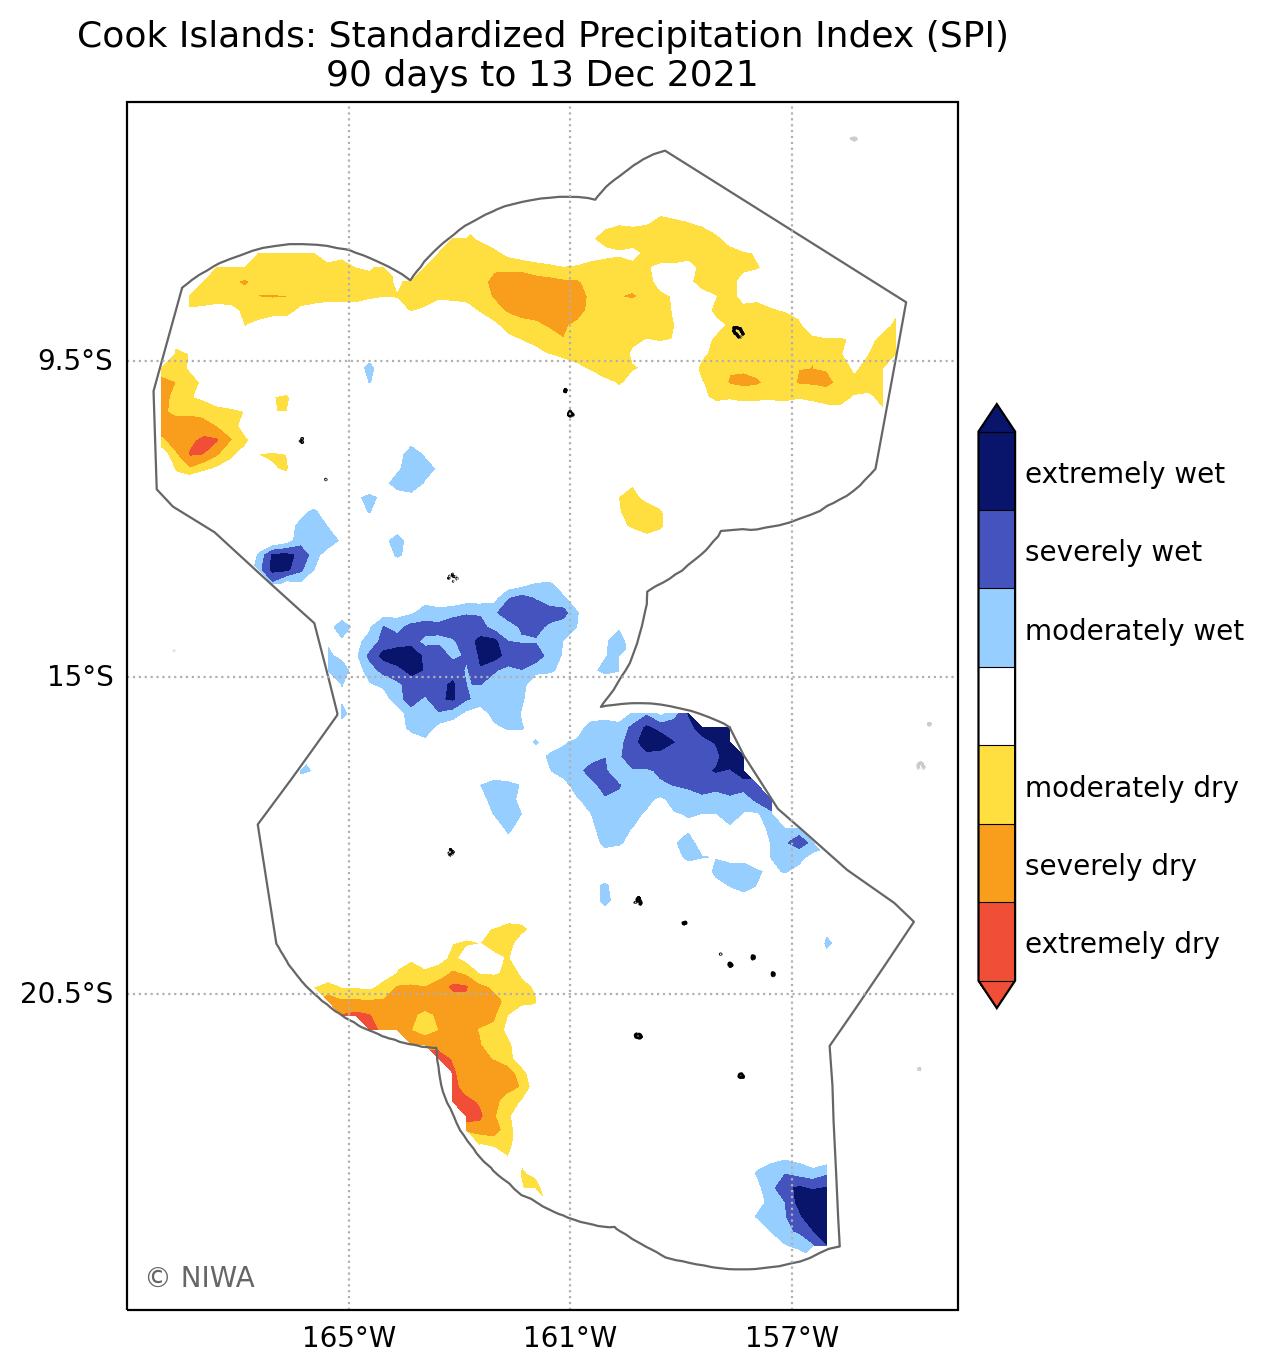 Cook Islands: Standardized Precipitation Index (SPI)
90 days to 13 Dec 2021
9.5°S
15°S
20.5°S
165°W
161°W
157°W
extremely wet
severely wet
moderately wet
moderately dry
severely dry
extremely dry
© NIWA